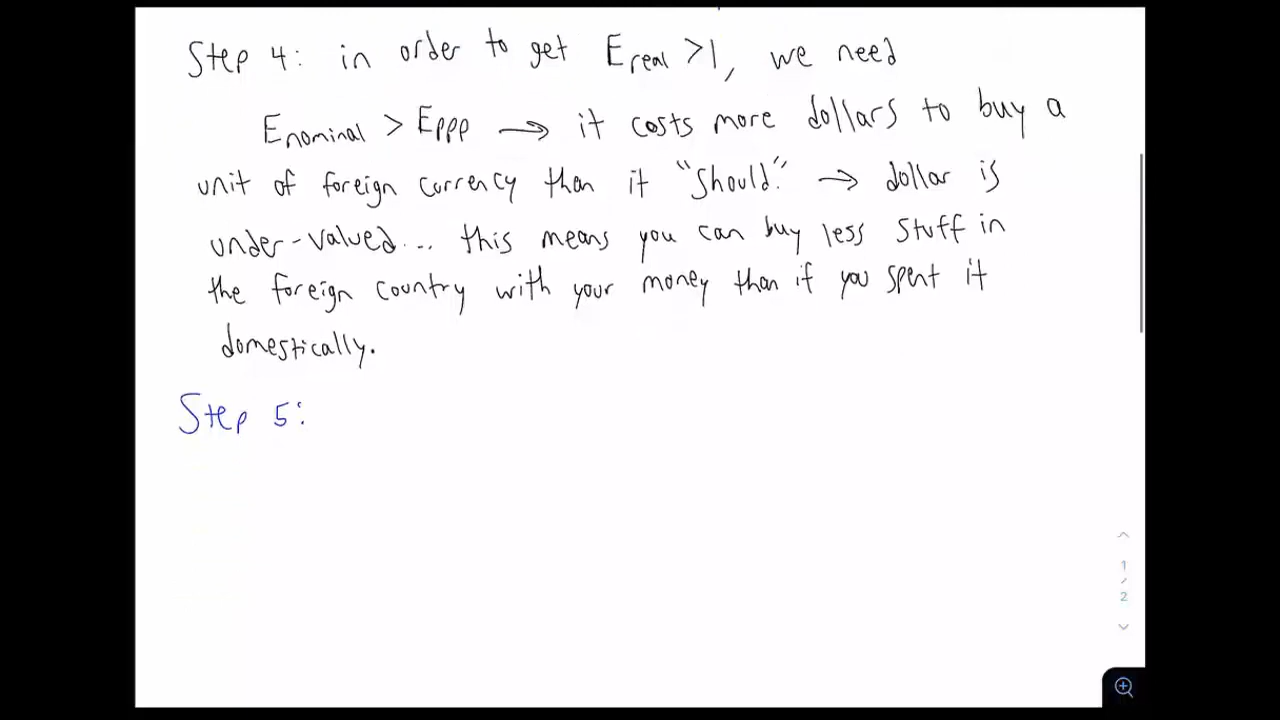 Step 4: in order to get Ereal >1, we need
Enominal > Eppp → it costs more dollars to buy a
unit of foreign currency than it "should." → dollar is
under-valued... this means you can buy less stuff in
the foreign country with your money than if you spent it
domestically.
Step 5:
1
/
2